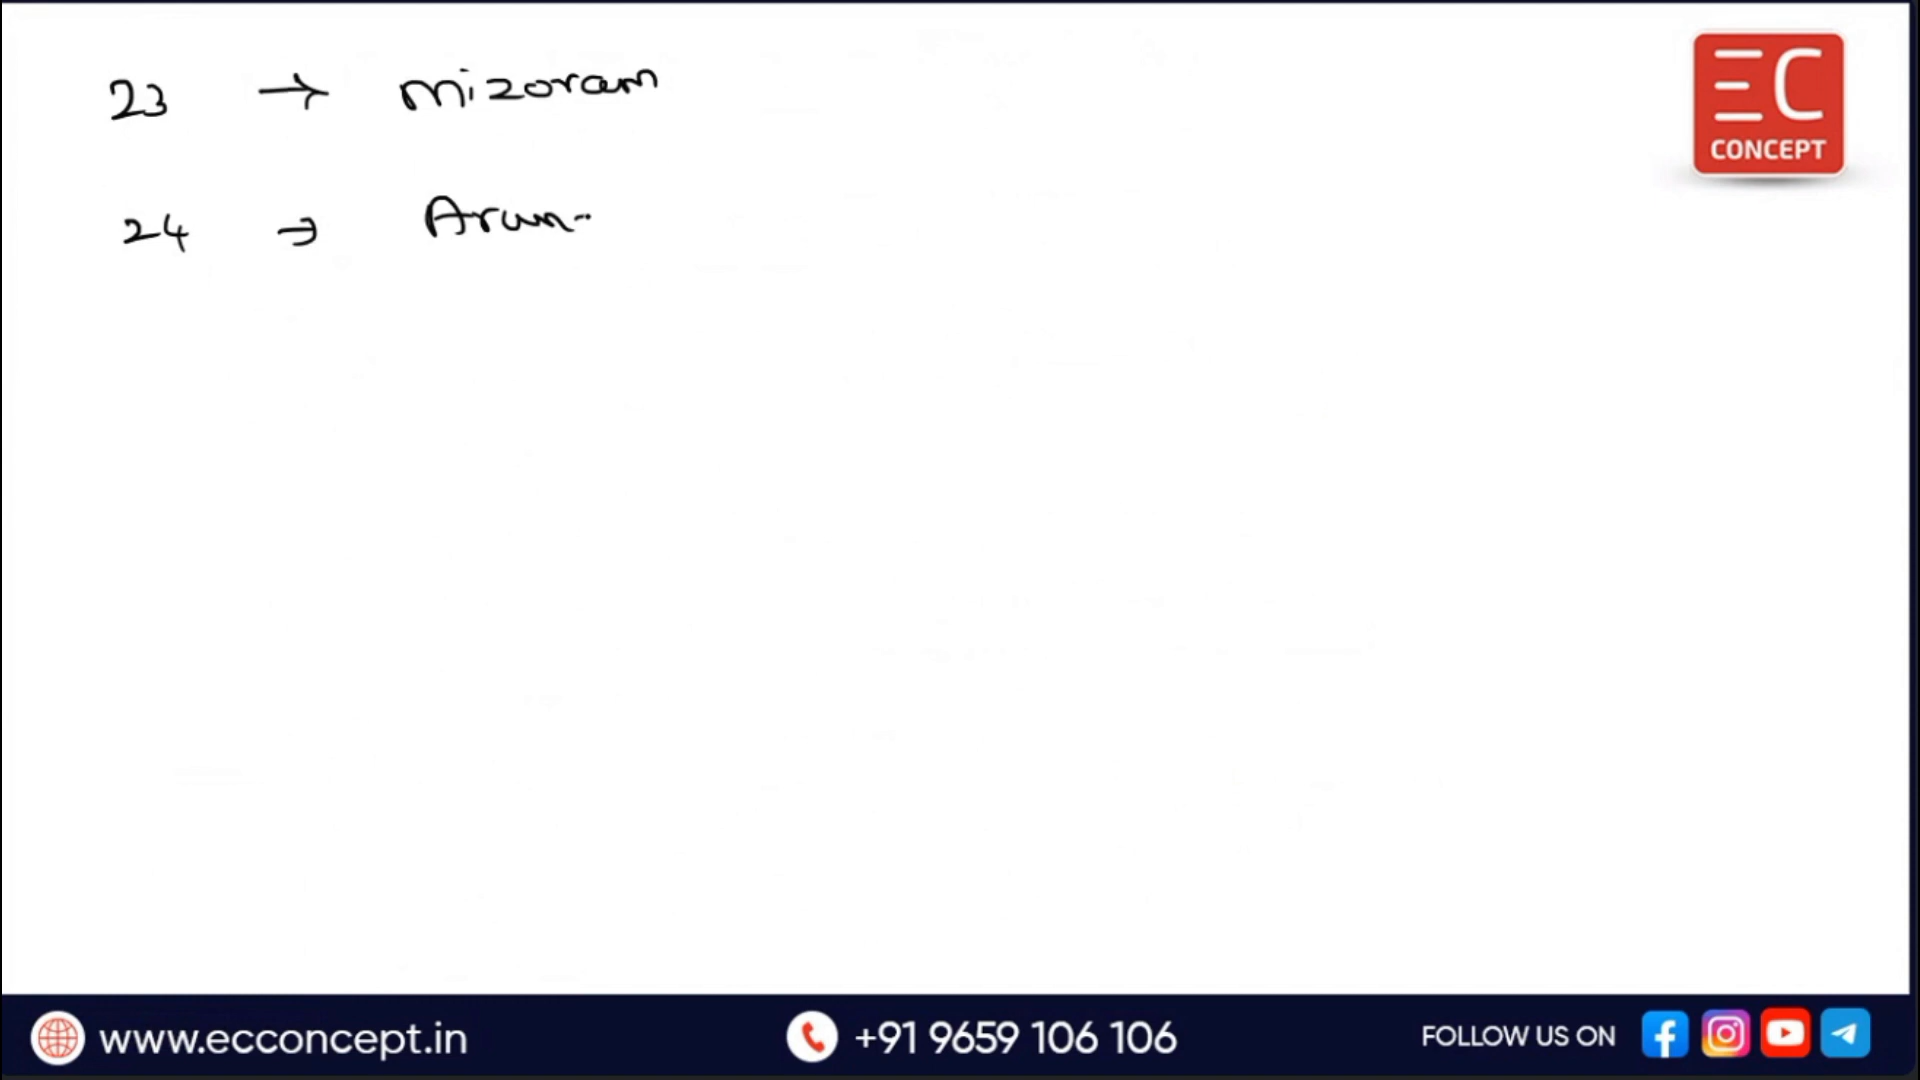 23 → Mizoram
EC
CONCEPT
24 → Arun..
www.ecconcept.in
+91 9659 106 106
FOLLOW US ON